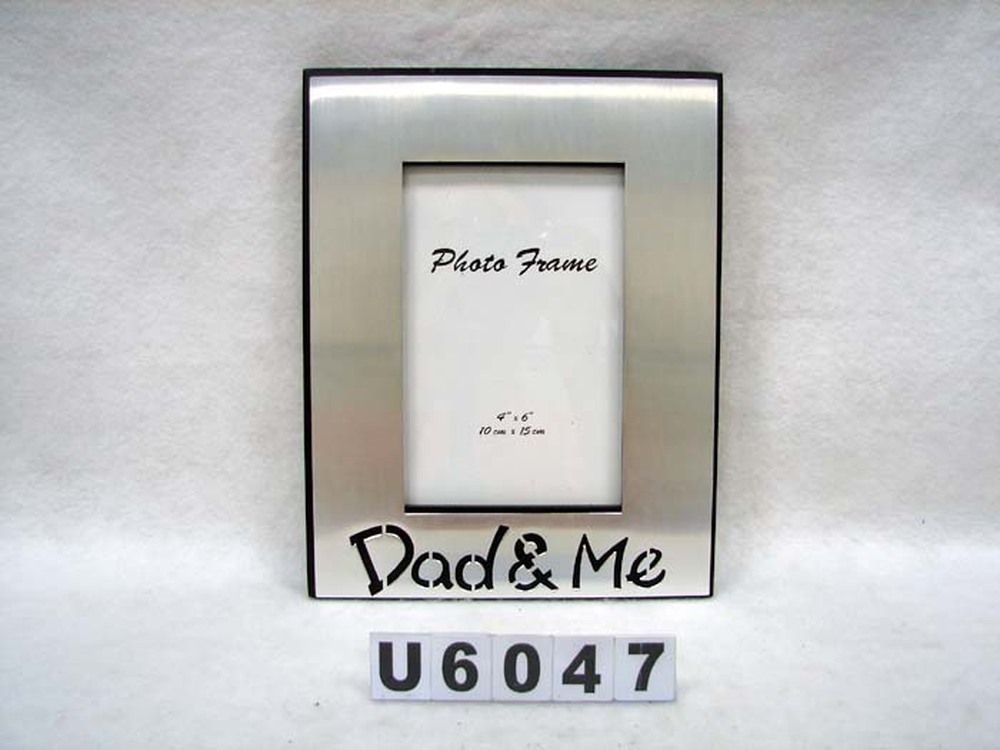 Photo Frame
4" x 6"
10 cm x 15 cm
Dad & Me
U6047